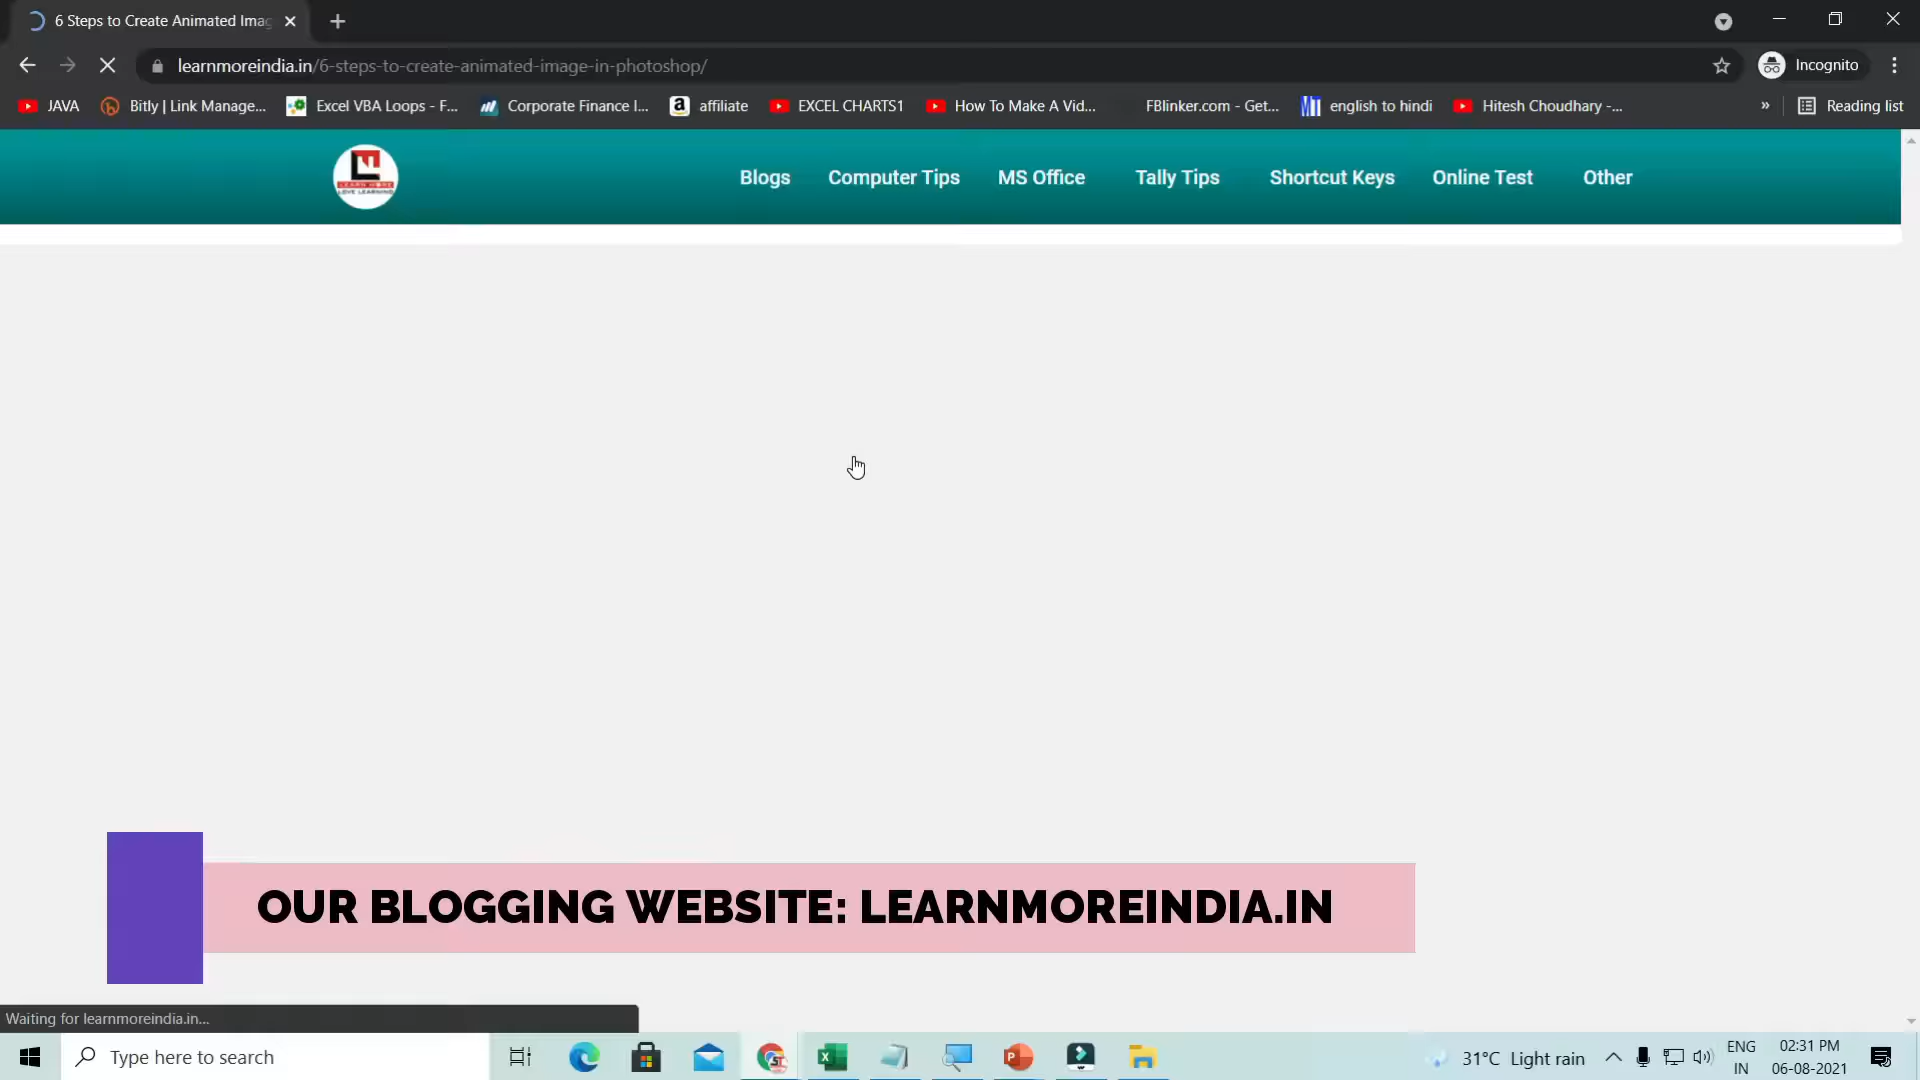 6 Steps to Create Animated Imag
learnmoreindia.in/6-steps-to-create-animated-image-in-photoshop/
Incognito
JAVA
Bitly | Link Manage...
Excel VBA Loops - F...
Corporate Finance I...
affiliate
EXCEL CHARTS1
How To Make A Vid...
FBlinker.com - Get...
english to hindi
Hitesh Choudhary -...
»
Reading list
LEARN MORE
LOVE LEARNING
Blogs
Computer Tips
MS Office
Tally Tips
Shortcut Keys
Online Test
Other
OUR BLOGGING WEBSITE: LEARNMOREINDIA.IN
Waiting for learnmoreindia.in...
Type here to search
31°C Light rain
ENG
IN
02:31 PM
06-08-2021